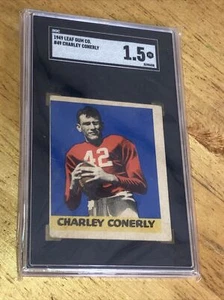 1949 LEAF GUM CO.
#49 CHARLEY CONERLY
1.5
42
CHARLEY CONERLY